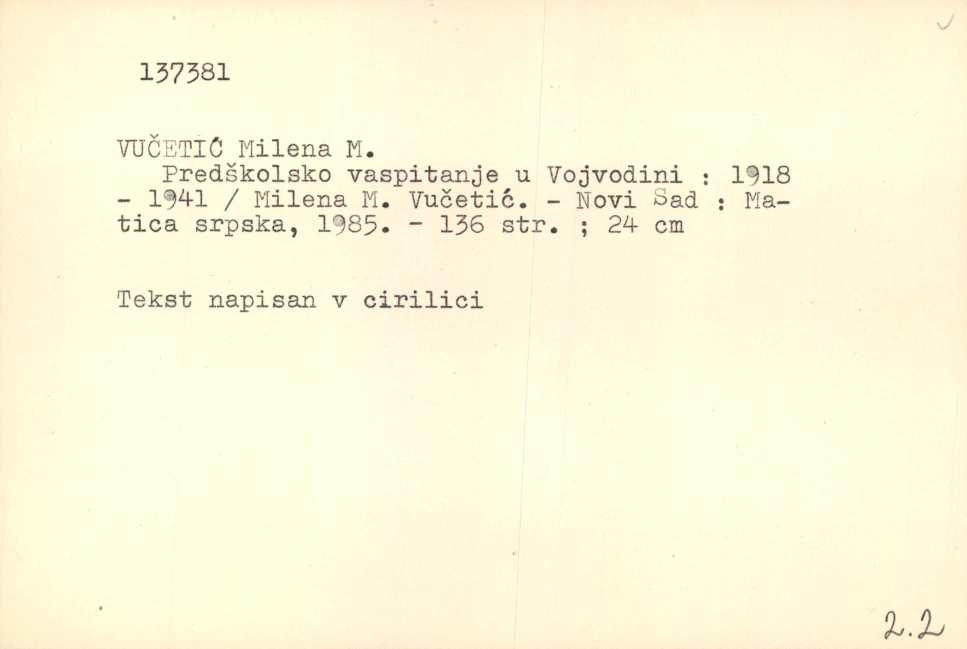 137381
VUČETIĆ Milena M.
Predškolsko vaspitanje u Vojvodini : 1918
- 1941 / Milena M. Vučetić. - Novi Sad : Ma-
tica srpska, 1985. - 136 str. ; 24 cm
Tekst napisan v cirilici
2.2